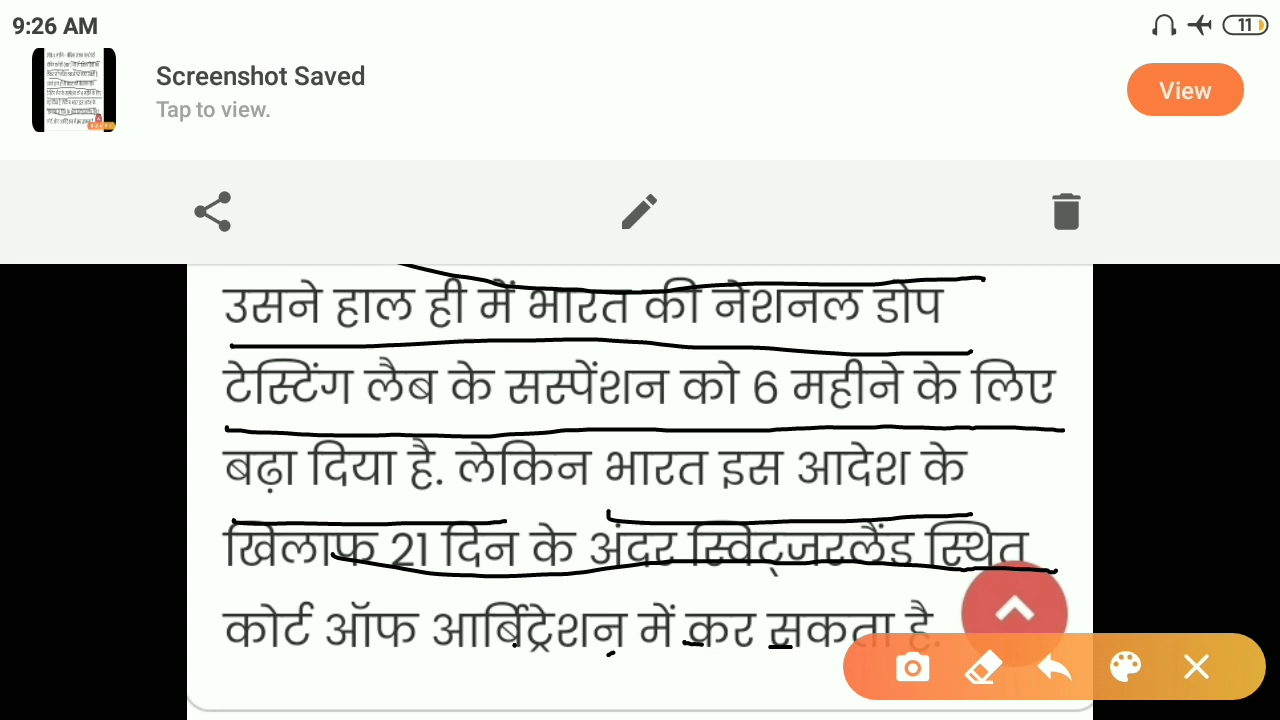 9:26 AM
11
Screenshot Saved
Tap to view.
View
उसने हाल ही में भारत की नेशनल डोप
टेस्टिंग लैब के सस्पेंशन को 6 महीने के लिए
बढ़ा दिया है. लेकिन भारत इस आदेश के
खिलाफ 21 दिन के अंदर स्विट्जरलैंड स्थित
कोर्ट ऑफ आर्बिट्रेशन में कर सकता है.